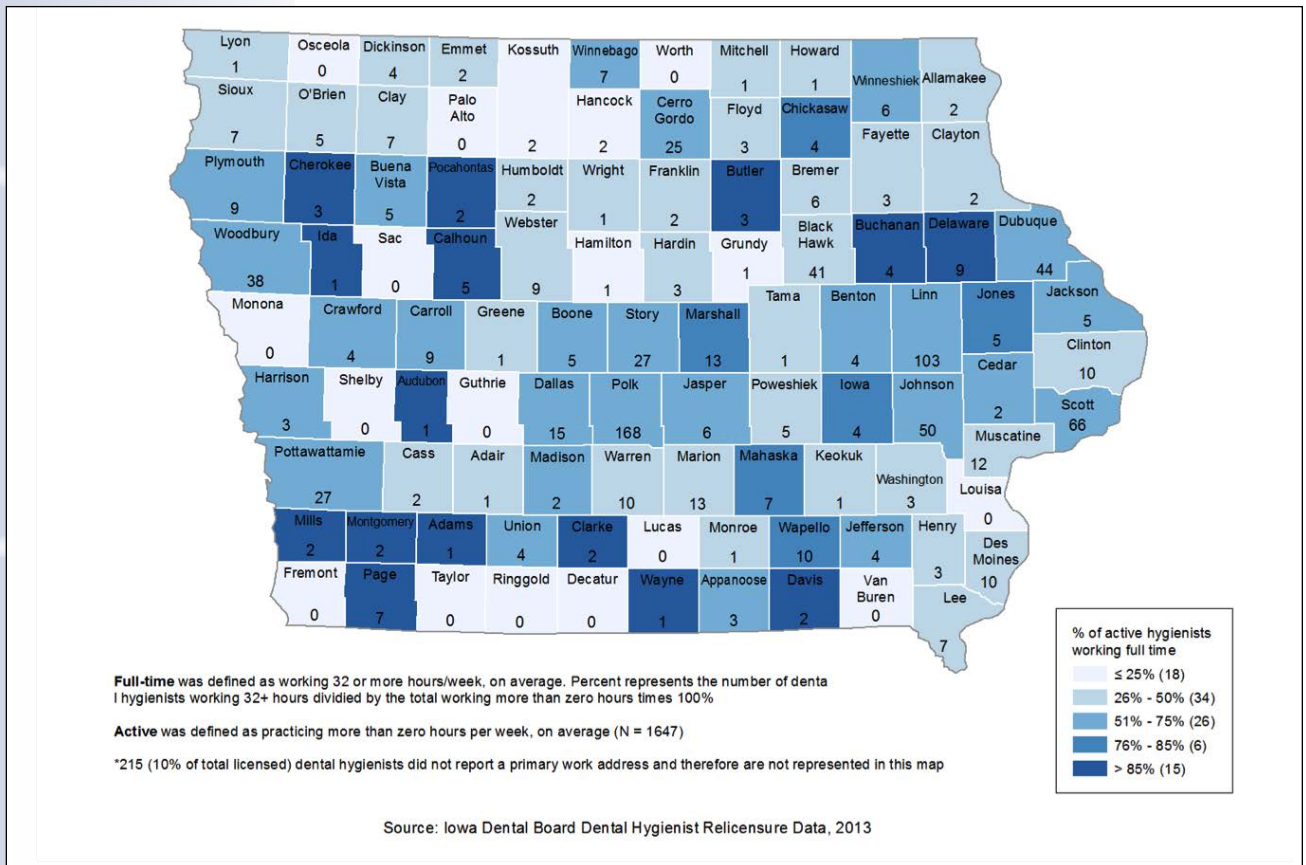 Lyon
1
Osceola
0
Dickinson
4
Emmet
2
Kossuth
2
Winnebago
7
Worth
0
Mitchell
1
Howard
1
Winneshiek
6
Allamakee
2
Sioux
7
O'Brien
5
Clay
7
Palo
Alto
0
Hancock
2
Cerro
Gordo
25
Floyd
3
Chickasaw
4
Fayette
3
Clayton
2
Plymouth
9
Cherokee
3
Buena
Vista
5
Pocahontas
2
Humboldt
2
Wright
1
Franklin
2
Butler
3
Bremer
6
Woodbury
38
Ida
1
Sac
0
Calhoun
5
Webster
9
Hamilton
1
Hardin
3
Grundy
1
Black
Hawk
41
Buchanan
4
Delaware
9
Dubuque
44
Monona
0
Crawford
4
Carroll
9
Greene
1
Boone
5
Story
27
Marshall
13
Tama
1
Benton
4
Linn
103
Jones
5
Jackson
5
Clinton
10
Harrison
3
Shelby
0
Audubon
1
Guthrie
0
Dallas
15
Polk
168
Jasper
6
Poweshiek
5
Iowa
4
Johnson
50
Cedar
2
Scott
66
Muscatine
12
Pottawattamie
27
Cass
2
Adair
1
Madison
2
Warren
10
Marion
13
Mahaska
7
Keokuk
1
Washington
3
Louisa
0
Mills
2
Montgomery
2
Adams
1
Union
4
Clarke
2
Lucas
0
Monroe
1
Wapello
10
Jefferson
4
Henry
3
Des
Moines
10
Fremont
0
Page
7
Taylor
0
Ringgold
0
Decatur
0
Wayne
1
Appanoose
3
Davis
2
Van
Buren
0
Lee
7
% of active hygienists
working full time
≤ 25% (18)
26% - 50% (34)
51% - 75% (26)
76% - 85% (6)
> 85% (15)
Full-time was defined as working 32 or more hours/week, on average. Percent represents the number of denta
l hygienists working 32+ hours dividied by the total working more than zero hours times 100%
Active was defined as practicing more than zero hours per week, on average (N = 1647)
*215 (10% of total licensed) dental hygienists did not report a primary work address and therefore are not represented in this map
Source: Iowa Dental Board Dental Hygienist Relicensure Data, 2013